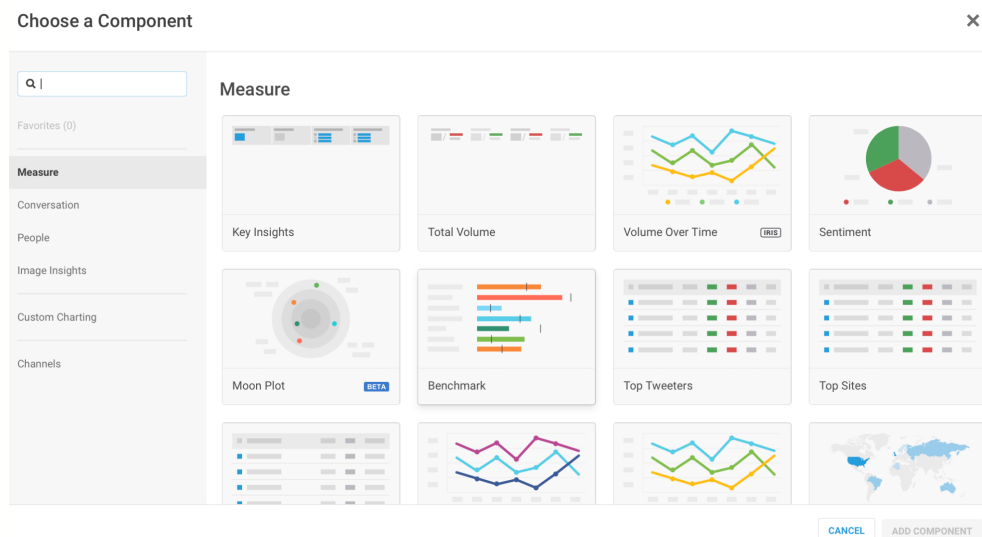 Choose a Component
Favorites (0)
Measure
Conversation
People
Image Insights
Custom Charting
Channels
Measure
Key Insights
Total Volume
Volume Over Time IRIS
Sentiment
Moon Plot BETA
Benchmark
Top Tweeters
Top Sites
CANCEL
ADD COMPONENT